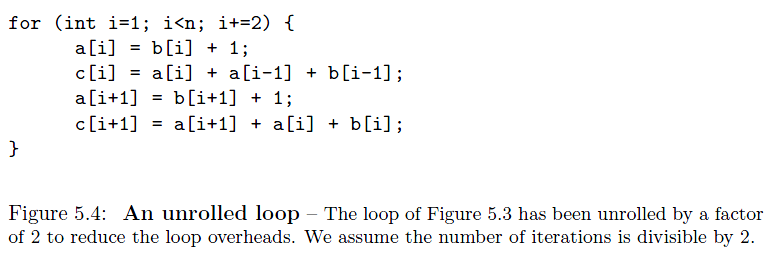 for (int i=1; i<n; i+=2) {
a[i] = b[i] + 1;
c[i] = a[i] + a[i-1] + b[i-1];
a[i+1] = b[i+1] + 1;
c[i+1] = a[i+1] + a[i] + b[i];
}
Figure 5.4: An unrolled loop – The loop of Figure 5.3 has been unrolled by a factor
of 2 to reduce the loop overheads. We assume the number of iterations is divisible by 2.